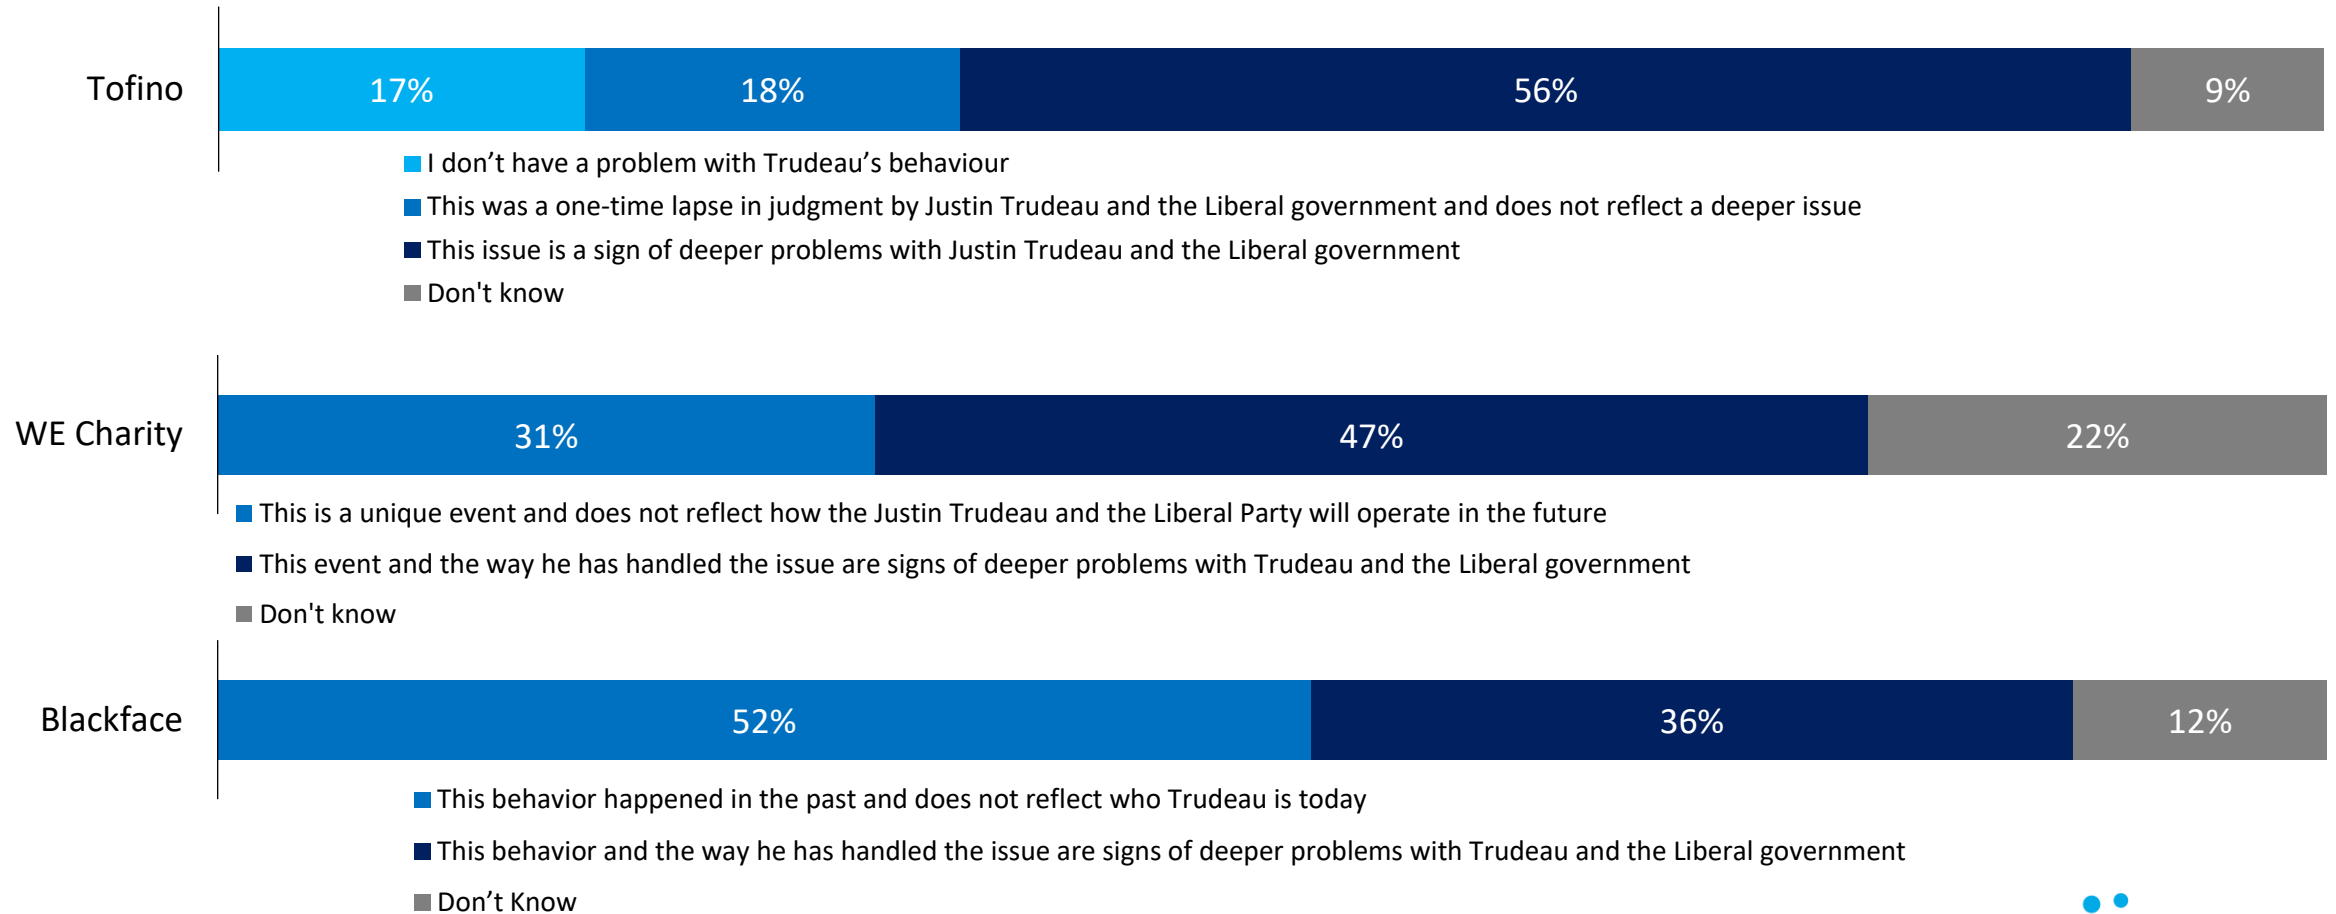 Tofino
17% 18% 56% 9%
I don’t have a problem with Trudeau’s behaviour
This was a one-time lapse in judgment by Justin Trudeau and the Liberal government and does not reflect a deeper issue
This issue is a sign of deeper problems with Justin Trudeau and the Liberal government
Don't know
WE Charity
31% 47% 22%
This is a unique event and does not reflect how the Justin Trudeau and the Liberal Party will operate in the future
This event and the way he has handled the issue are signs of deeper problems with Trudeau and the Liberal government
Don't know
Blackface
52% 36% 12%
This behavior happened in the past and does not reflect who Trudeau is today
This behavior and the way he has handled the issue are signs of deeper problems with Trudeau and the Liberal government
Don’t Know